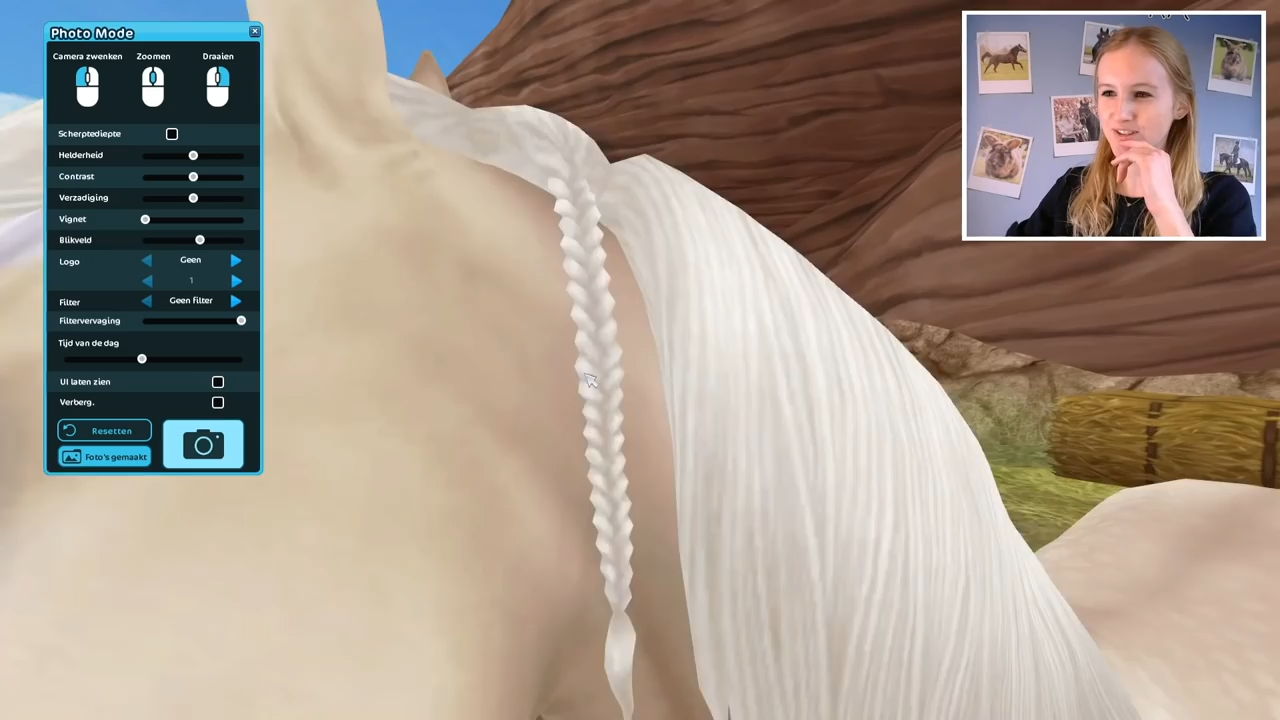 Photo Mode
Camera zwenken
Zoomen
Draaien
Scherptediepte
Helderheid
Contrast
Verzadiging
Vignet
Blikveld
Logo
Geen
1
Filter
Geen filter
Filtervervaging
Tijd van de dag
UI laten zien
Verberg.
Resetten
Foto's gemaakt